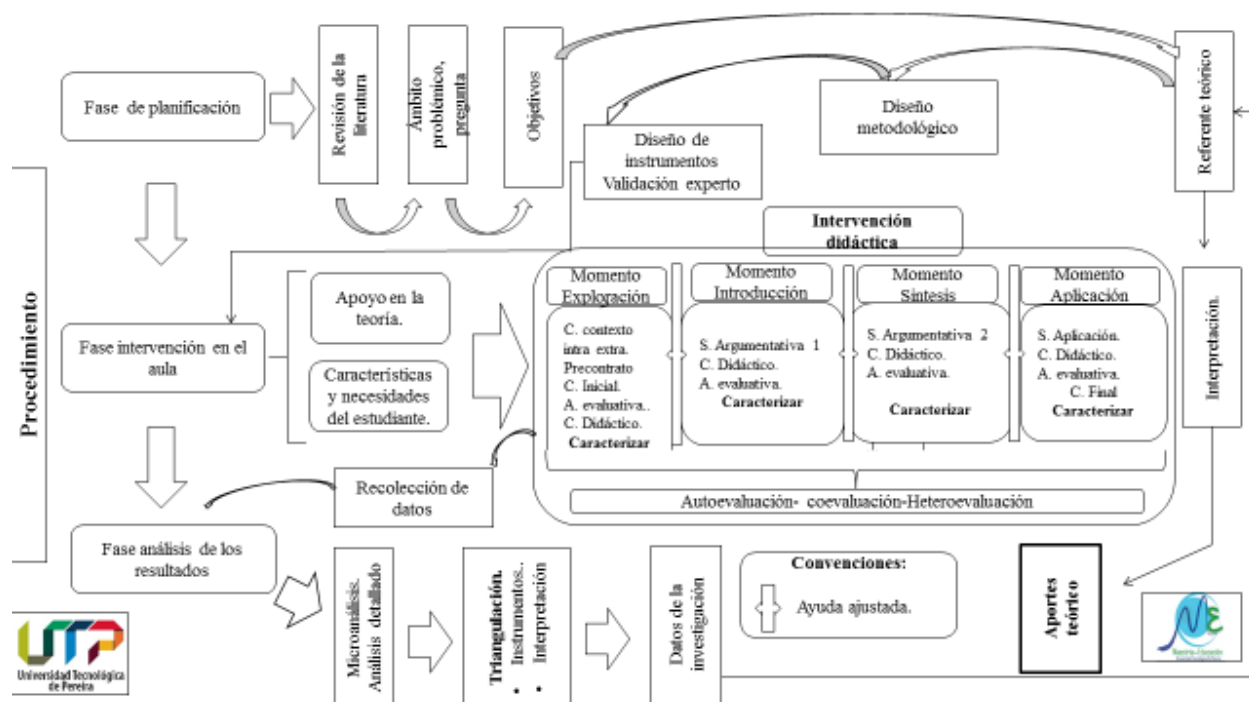 Procedimiento
Fase de planificación
Revisión de la
literatura
Ámbito
problémico,
pregunta
Objetivos
Diseño de
instrumentos
Validación experto
Diseño
metodológico
Referente teórico
Fase intervención en el
aula
Apoyo en la
teoría.
Características
y necesidades
del estudiante.
Intervención
didáctica
Momento
Exploración
C. contexto
intra extra.
Precontrato
C. Inicial.
A. evaluativa..
C. Didáctico.
Caracterizar
Momento
Introducción
S. Argumentativa 1
C. Didáctico.
A. evaluativa.
Caracterizar
Momento
Síntesis
S. Argumentativa 2
C. Didáctico.
A. evaluativa.
Caracterizar
Momento
Aplicación
S. Aplicación.
C. Didáctico.
A. evaluativa.
C. Final
Caracterizar
Autoevaluación- coevaluación-Heteroevaluación
Interpretación.
Recolección de
datos
Fase análisis de los
resultados
Microanálisis.
Análisis detallado
Triangulación.
• Instrumentos..
• Interpretación
Datos de la
investigación
Convenciones:
Ayuda ajustada.
Aportes
teórico
UTP
Universidad Tecnológica
de Pereira